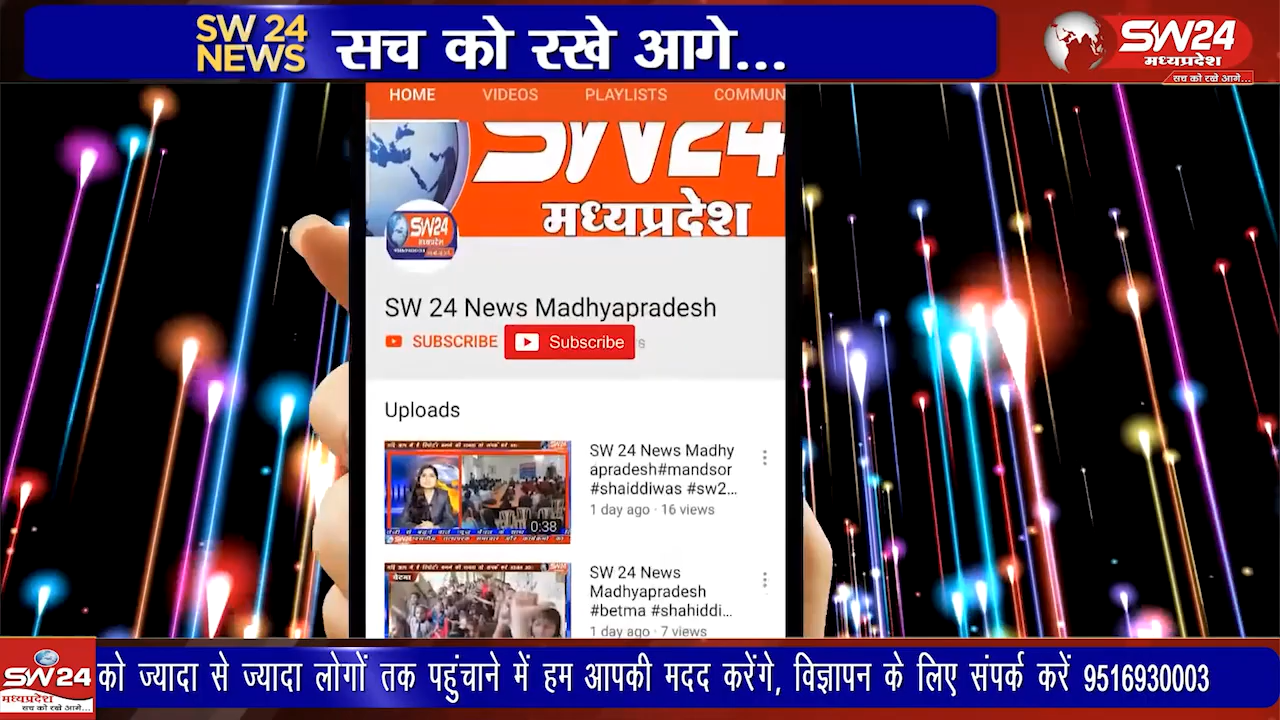 SW 24
NEWS
सच को रखे आगे...
SW24
मध्यप्रदेश
सच को रखे आगे...
HOME VIDEOS PLAYLISTS COMMUN
SW24
मध्यप्रदेश
SW24
SW 24 News Madhyapradesh
SUBSCRIBE Subscribe s
Uploads
SW 24 News Madhy
apradesh#mandsor
#shaiddiwas #sw2...
1 day ago · 16 views
0:38
बेटमा
SW 24 News
Madhyapradesh
#betma #shahiddi...
1 day ago · 7 views
SW24
मध्यप्रदेश
सच को रखे आगे...
को ज्यादा से ज्यादा लोगों तक पहुंचाने में हम आपकी मदद करेंगे, विज्ञापन के लिए संपर्क करें 9516930003